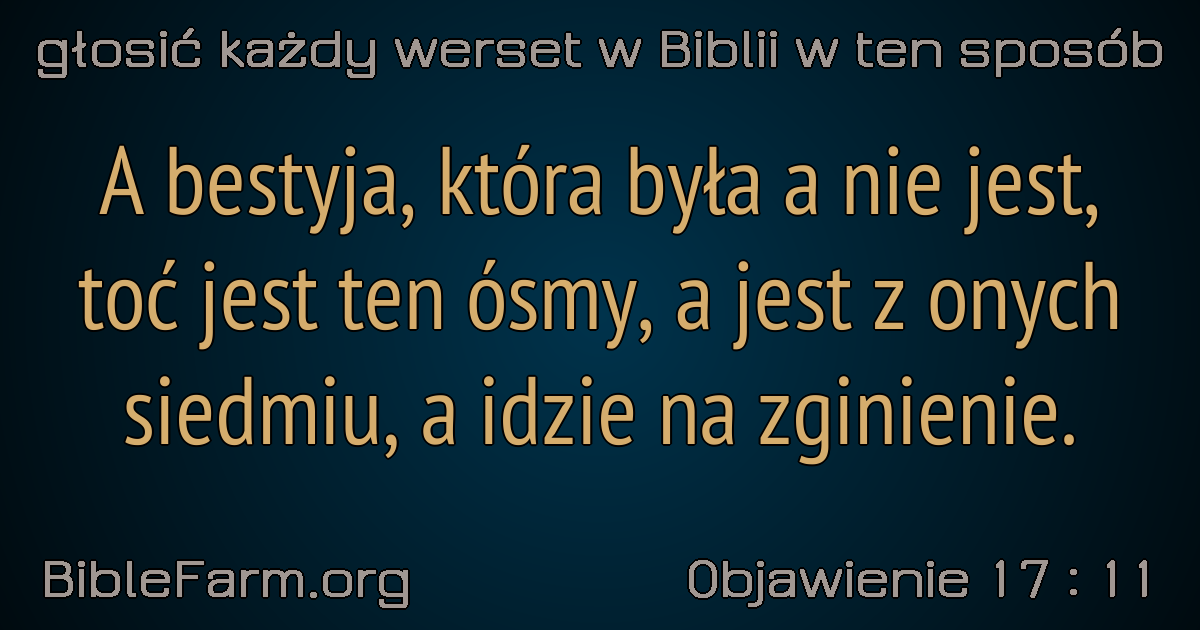 głosić każdy werset w Biblii w ten sposób
A bestyja, która była a nie jest,
toć jest ten ósmy, a jest z onych
siedmiu, a idzie na zginienie.
BibleFarm.org
Objawienie 17 : 11